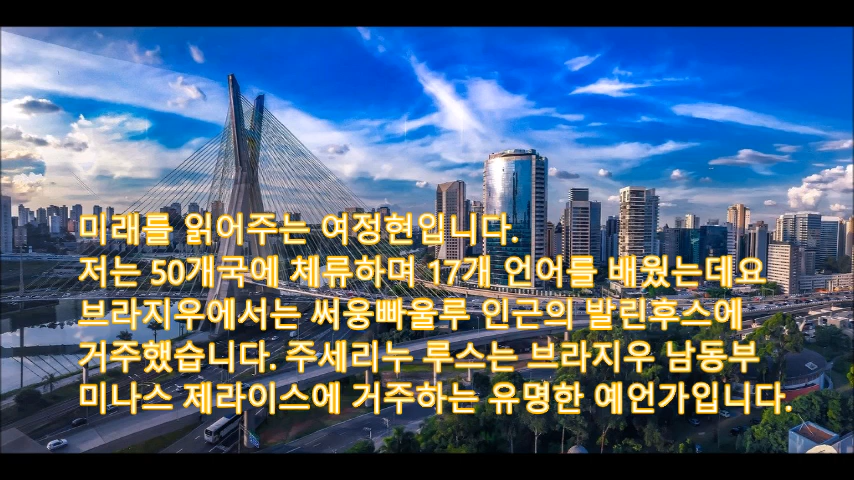 미래를 읽어주는 여정현입니다.
저는 50개국에 체류하며 17개 언어를 배웠는데요
브라지우에서는 써웅빠울루 인근의 발린후스에
거주했습니다. 주세리누 루스는 브라지우 남동부
미나스 제라이스에 거주하는 유명한 예언가입니다.